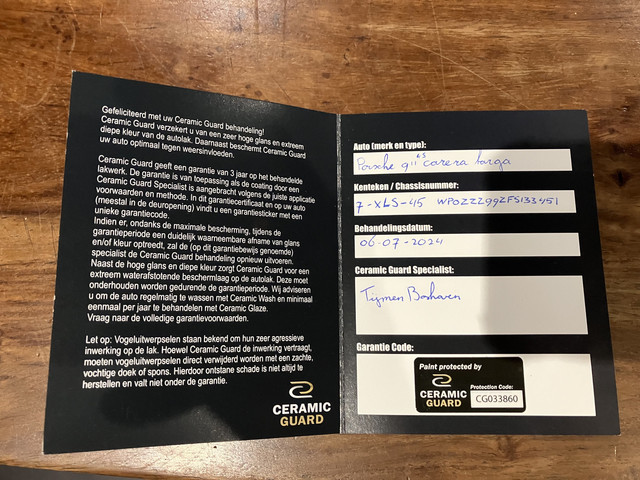 Gefeliciteerd met uw Ceramic Guard behandeling!
Ceramic Guard verzekert u van een zeer hoge glans en extreem
diepe kleur van de autolak. Daarnaast beschermt Ceramic Guard
uw auto optimaal tegen weersinvloeden.
Ceramic Guard geeft een garantie van 3 jaar op het behandelde
lakwerk. De garantie is van toepassing als de coating door een
Ceramic Guard Specialist is aangebracht volgens de juiste applicatie
voorwaarden en methode. In dit garantiecertificaat en op uw auto
(meestal in de deuropening) vindt u een garantiesticker met een
unieke garantiecode.
Indien er, ondanks de maximale bescherming, tijdens de
garantieperiode een duidelijk waarneembare afname van glans
en/of kleur optreedt, zal de (op dit garantiebewijs genoemde)
specialist de Ceramic Guard behandeling opnieuw uitvoeren.
Naast de hoge glans en diepe kleur zorgt Ceramic Guard voor een
extreem waterafstotende beschermlaag op de autolak. Deze moet
onderhouden worden gedurende de garantieperiode. Wij adviseren
u om de auto regelmatig te wassen met Ceramic Wash en minimaal
eenmaal per jaar te behandelen met Ceramic Glaze.
Vraag naar de volledige garantievoorwaarden.
Let op: Vogeluitwerpselen staan bekend om hun zeer agressieve
inwerking op de lak. Hoewel Ceramic Guard de inwerking vertraagt,
moeten vogeluitwerpselen direct verwijderd worden met een zachte,
vochtige doek of spons. Hierdoor ontstane schade is niet altijd te
herstellen en valt niet onder de garantie.
CERAMIC
GUARD
Auto (merk en type):
Porsche 911 4S carera targa
Kenteken / Chassisnummer:
7-XLS-45 WPOZZZ99ZFS133451
Behandelingsdatum:
06-07-2024
Ceramic Guard Specialist:
Tijmen Boshoven
Garantie Code:
Paint protected by
CERAMIC
GUARD
Protection Code:
CG033860